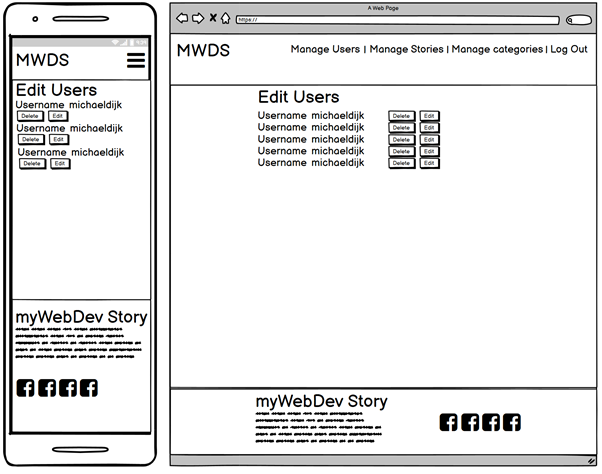 MWDS
Edit Users
Username michaeldijk
Delete Edit
Username michaeldijk
Delete Edit
Username michaeldijk
Delete Edit
myWebDev Story
A Web Page
https://
MWDS
Manage Users | Manage Stories | Manage categories | Log Out
Edit Users
Username michaeldijk Delete Edit
Username michaeldijk Delete Edit
Username michaeldijk Delete Edit
Username michaeldijk Delete Edit
Username michaeldijk Delete Edit
myWebDev Story